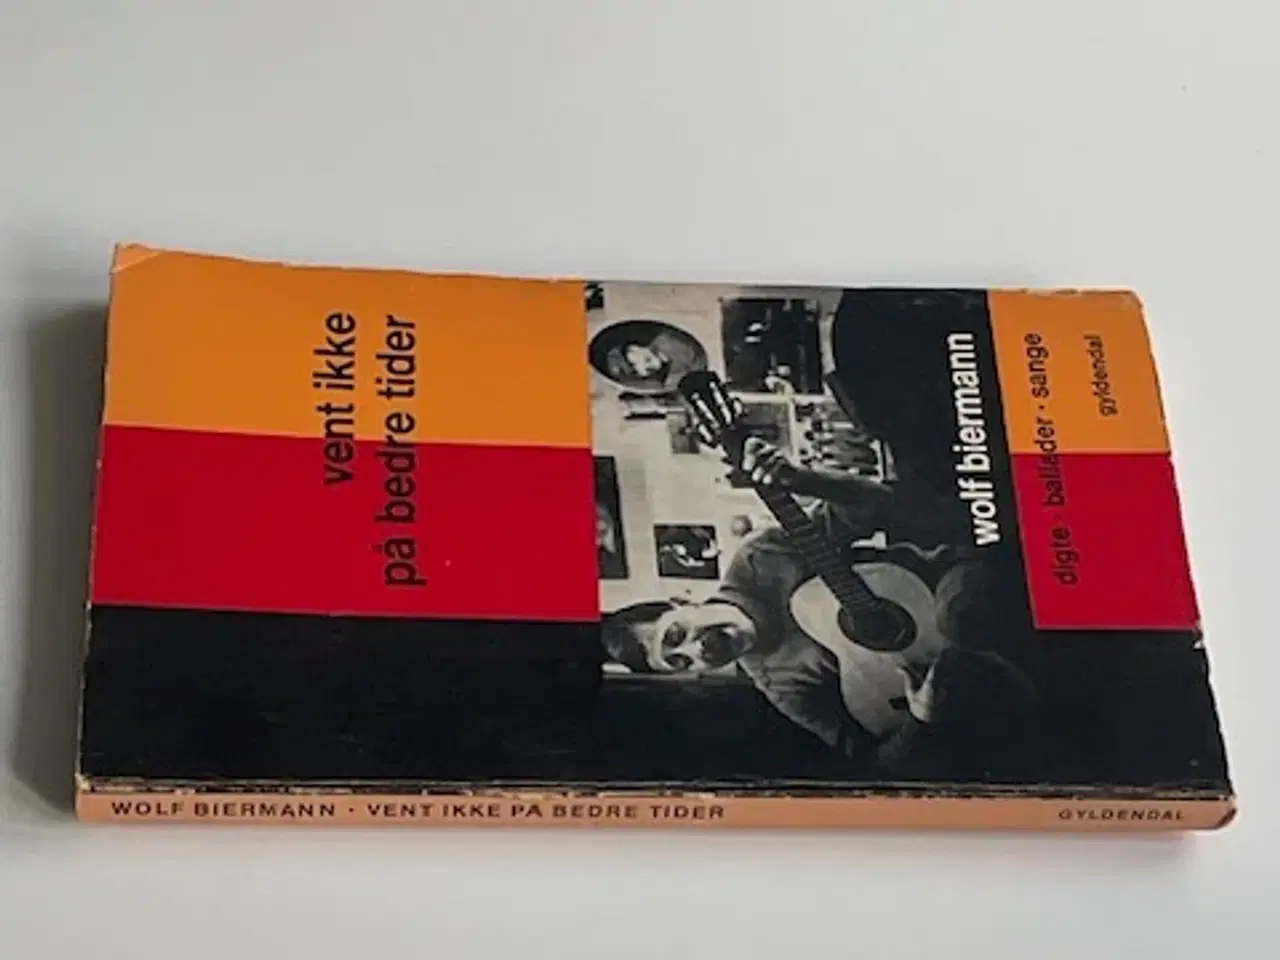 vent ikke
på bedre tider
wolf biermann
digte · ballader · sange
gyldendal
WOLF BIERMANN · VENT IKKE PÅ BEDRE TIDER
GYLDENDAL